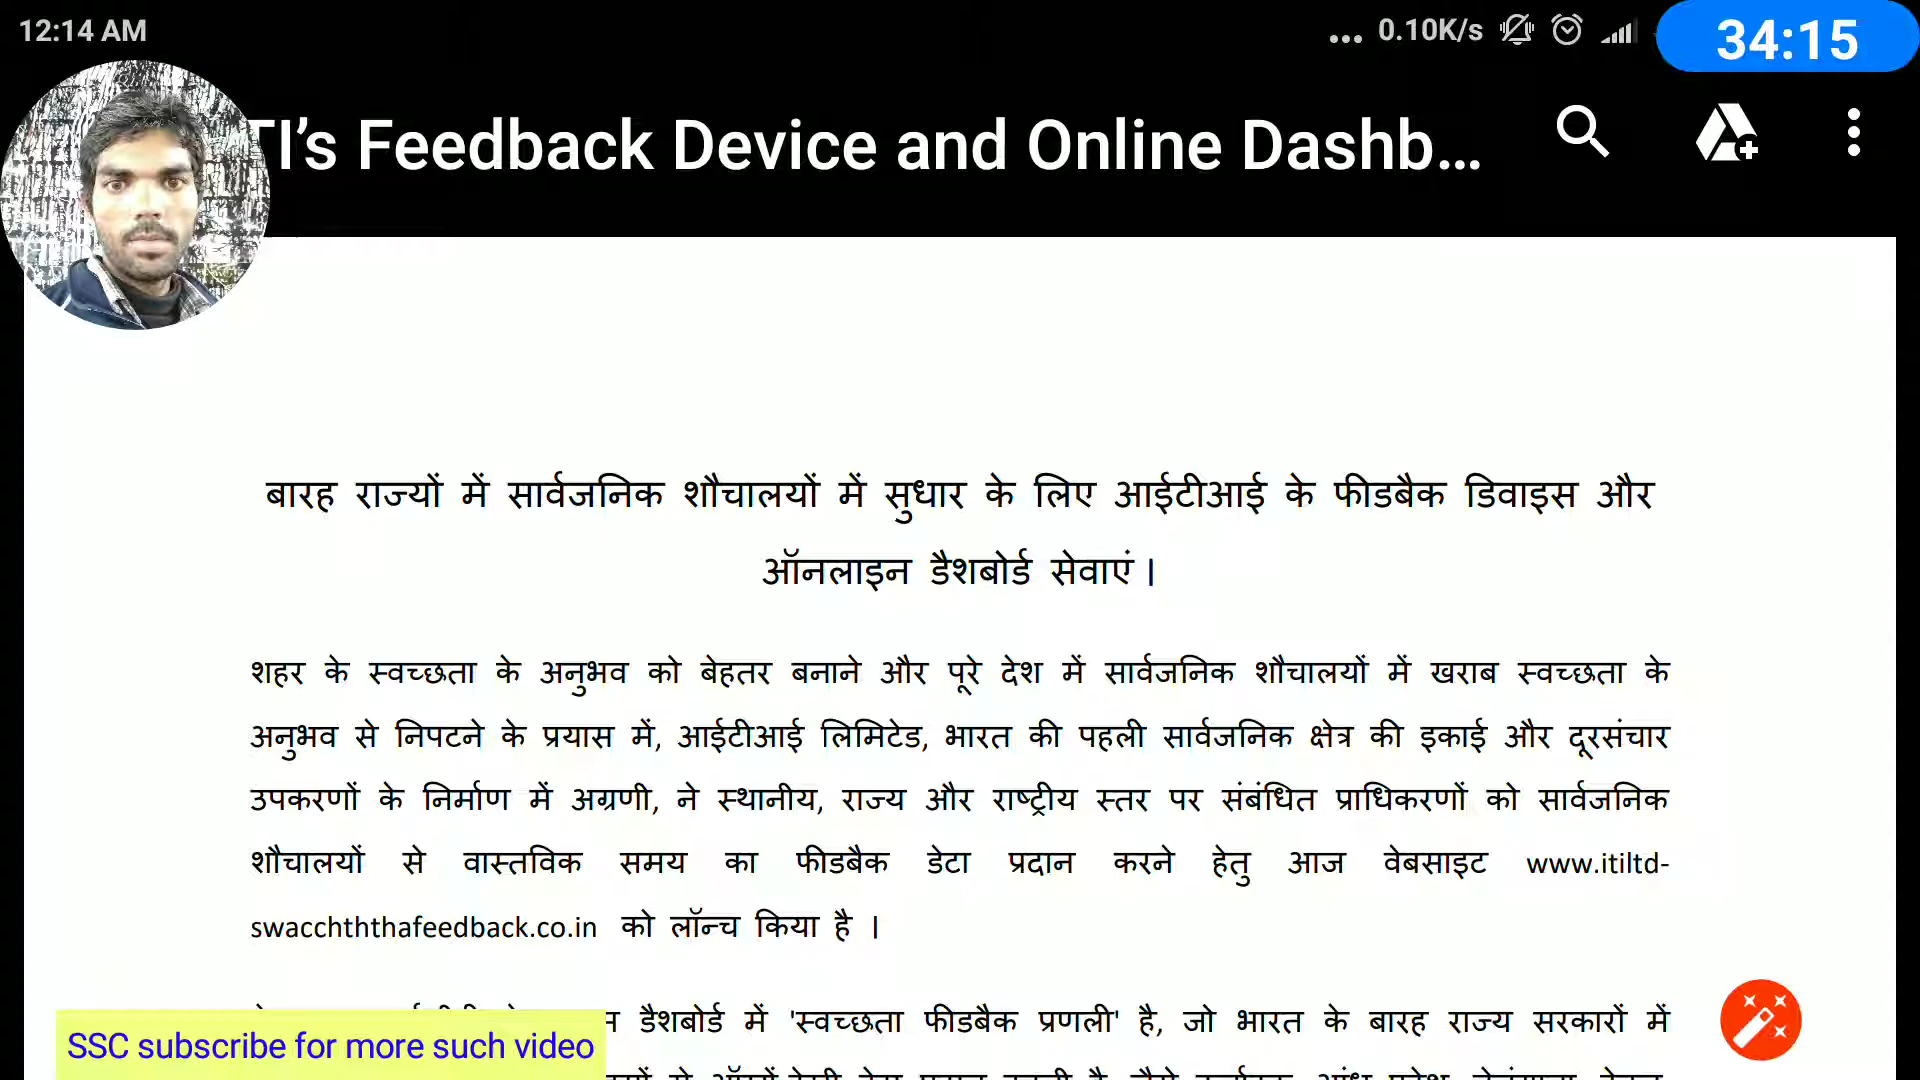 12:14 AM
... 0.10K/s
34:15
TI’s Feedback Device and Online Dashb...
बारह राज्यों में सार्वजनिक शौचालयों में सुधार के लिए आईटीआई के फीडबैक डिवाइस और
ऑनलाइन डैशबोर्ड सेवाएं।
शहर के स्वच्छता के अनुभव को बेहतर बनाने और पूरे देश में सार्वजनिक शौचालयों में खराब स्वच्छता के
अनुभव से निपटने के प्रयास में, आईटीआई लिमिटेड, भारत की पहली सार्वजनिक क्षेत्र की इकाई और दूरसंचार
उपकरणों के निर्माण में अग्रणी, ने स्थानीय, राज्य और राष्ट्रीय स्तर पर संबंधित प्राधिकरणों को सार्वजनिक
शौचालयों से वास्तविक समय का फीडबैक डेटा प्रदान करने हेतु आज वेबसाइट www.itiltd-
swacchththafeedback.co.in को लॉन्च किया है ।
डैशबोर्ड में 'स्वच्छता फीडबैक प्रणली' है, जो भारत के बारह राज्य सरकारों में
SSC subscribe for more such video